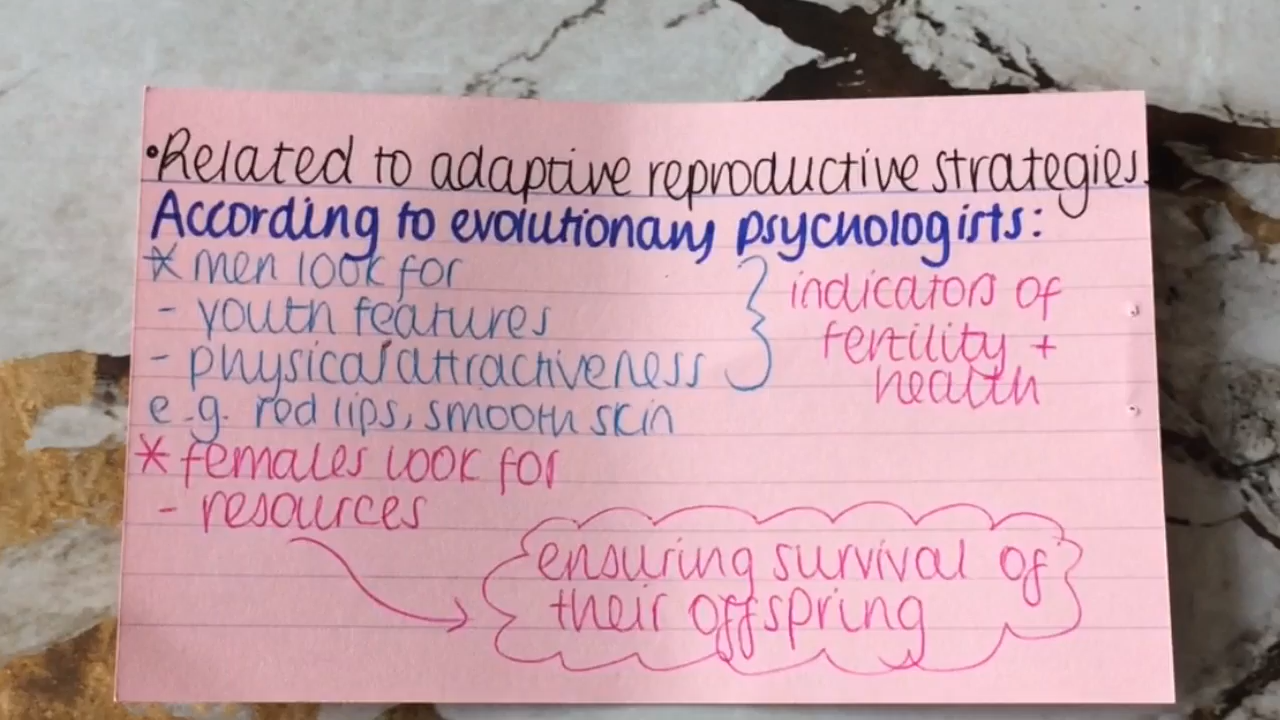 •Related to adaptive reproductive strategies.
According to evolutionary psychologists:
* men look for
- youth features
- physical attractiveness
} indicators of
fertility +
health
e.g. red lips, smooth skin
* females look for
- resources
ensuring survival of
their offspring